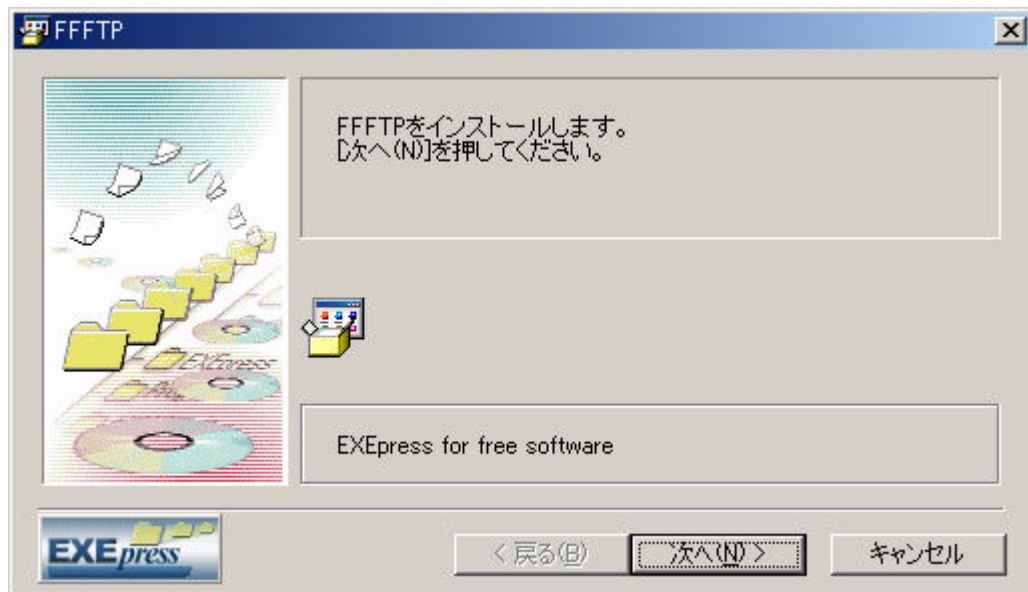 FFFTP
FFFTPをインストールします。
[次へ(N)]を押してください。
EXEpress
EXEpress for free software
EXEpress
< 戻る(B)
次へ(N) >
キャンセル